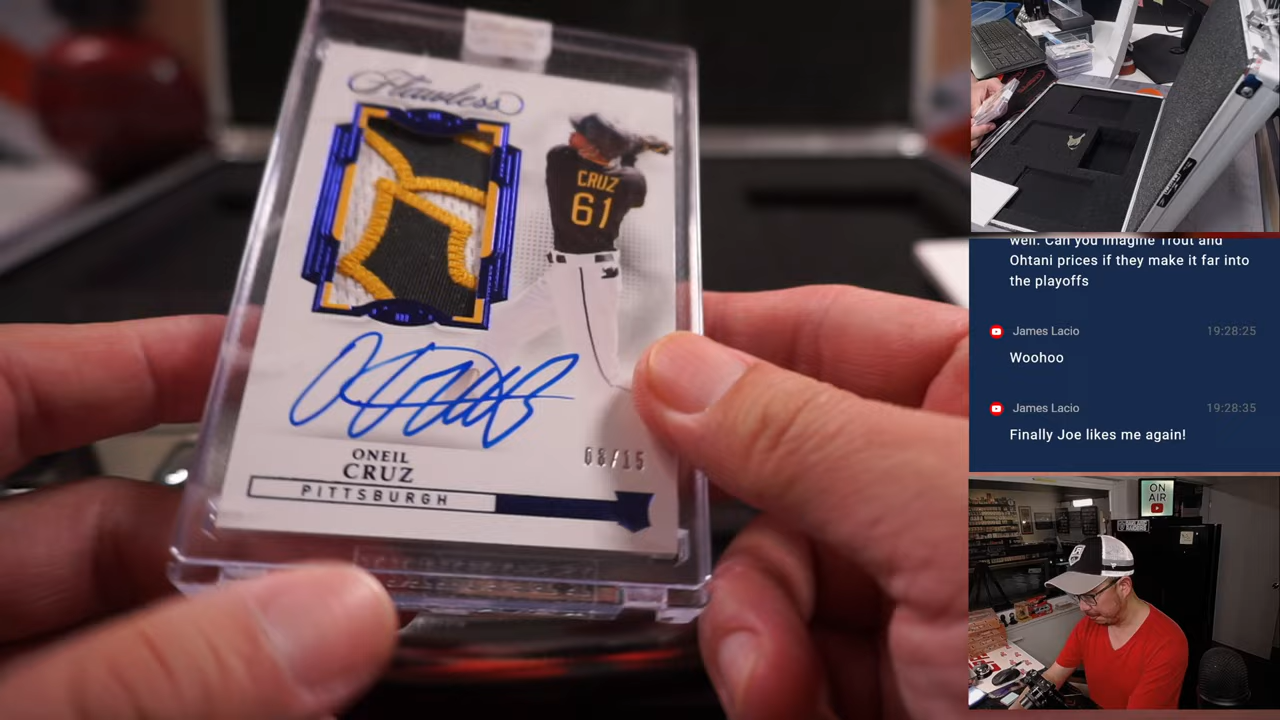 Flawless
CRUZ
61
ONEIL
CRUZ
08/15
PITTSBURGH
well. Can you imagine Trout and
Ohtani prices if they make it far into
the playoffs
James Lacio 19:28:25
Woohoo
James Lacio 19:28:35
Finally Joe likes me again!
ON
AIR